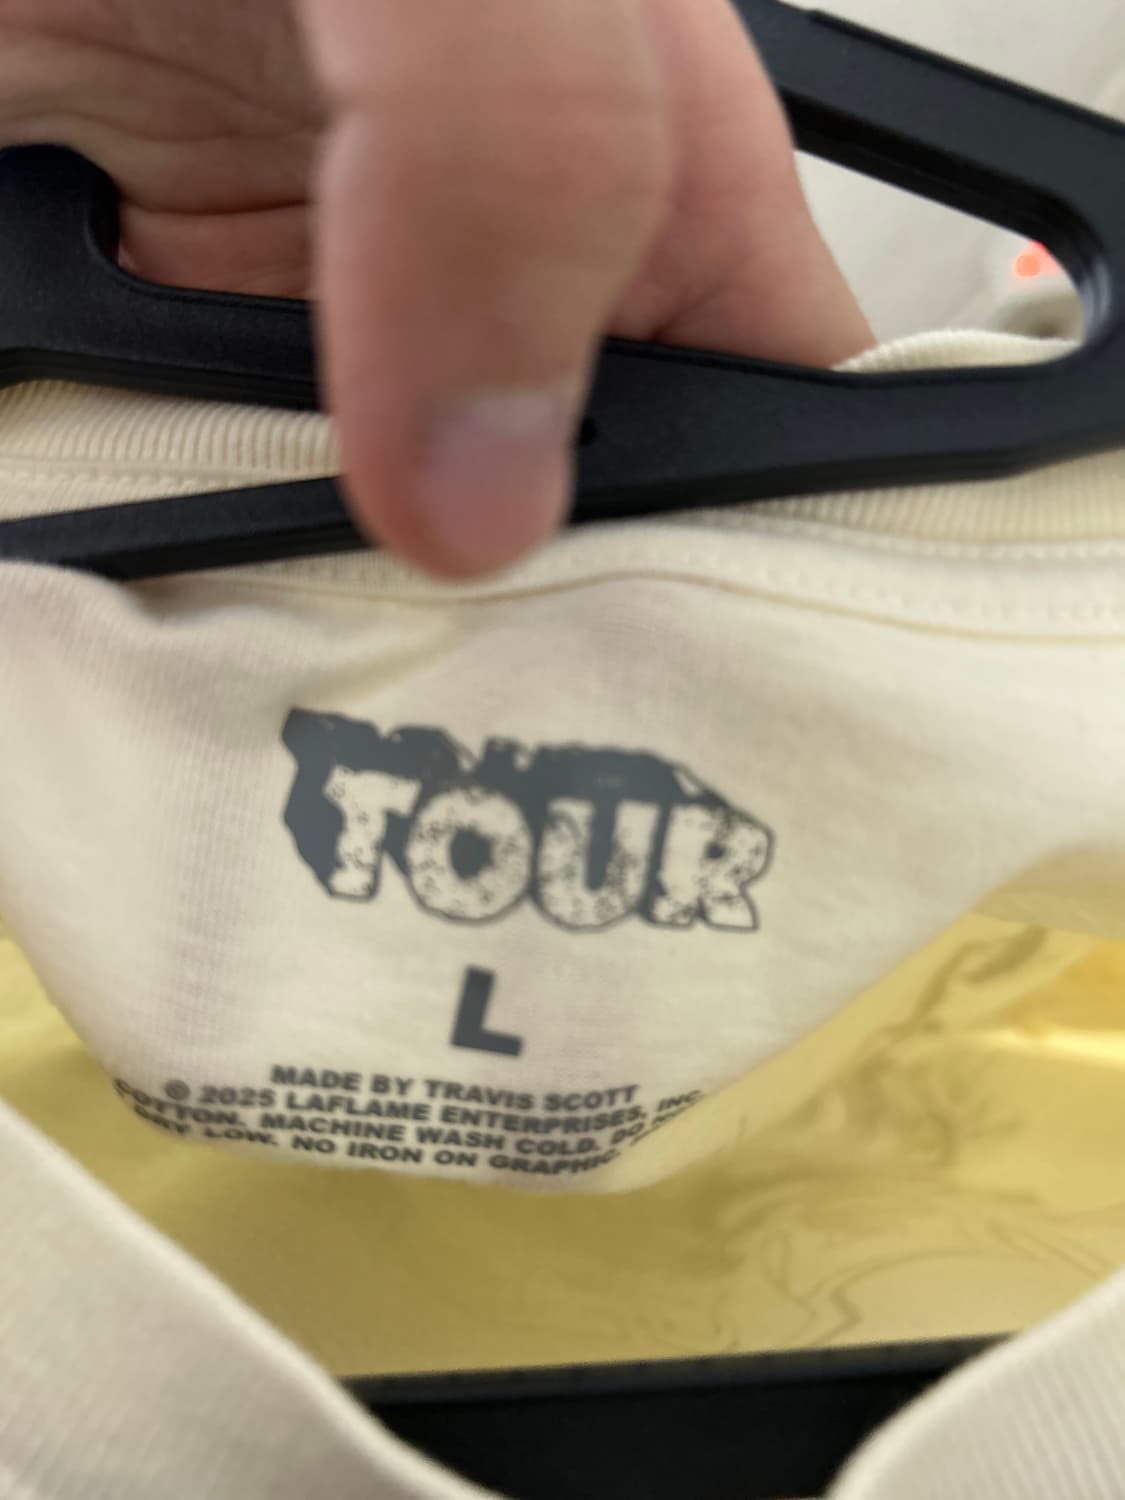 TOUR
L
MADE BY TRAVIS SCOTT
© 2025 LAFLAME ENTERPRISES, INC.
COTTON. MACHINE WASH COLD. DO
DRY LOW. NO IRON ON GRAPHIC.